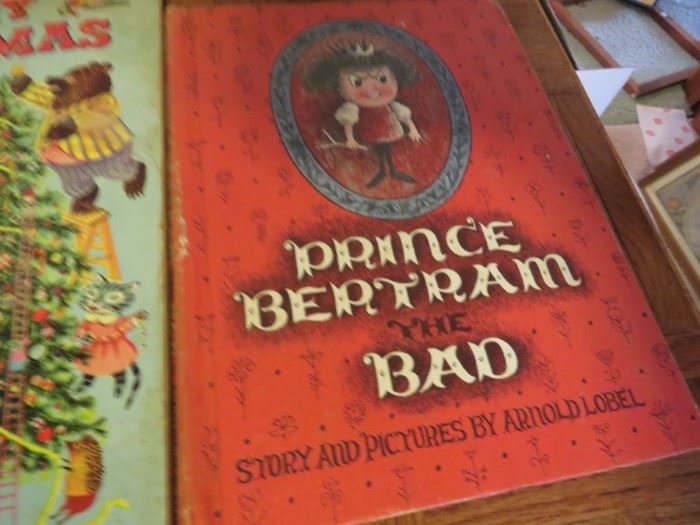 MAS
PRINCE
BERTRAM
THE
BAD
STORY AND PICTURES BY ARNOLD LOBEL